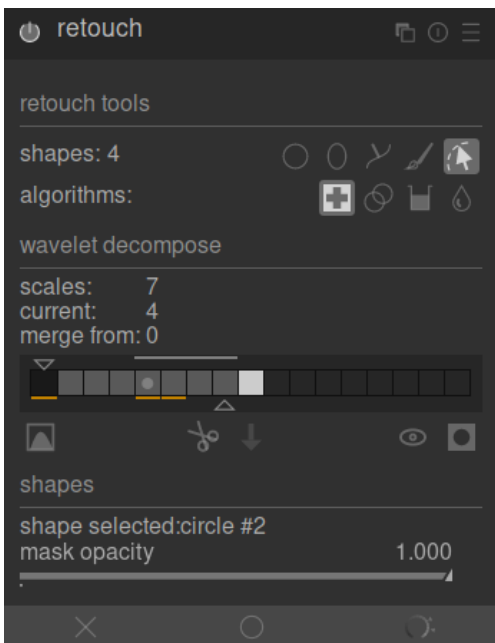 retouch
retouch tools
shapes: 4
algorithms:
wavelet decompose
scales: 7
current: 4
merge from: 0
shapes
shape selected:circle #2
mask opacity 1.000